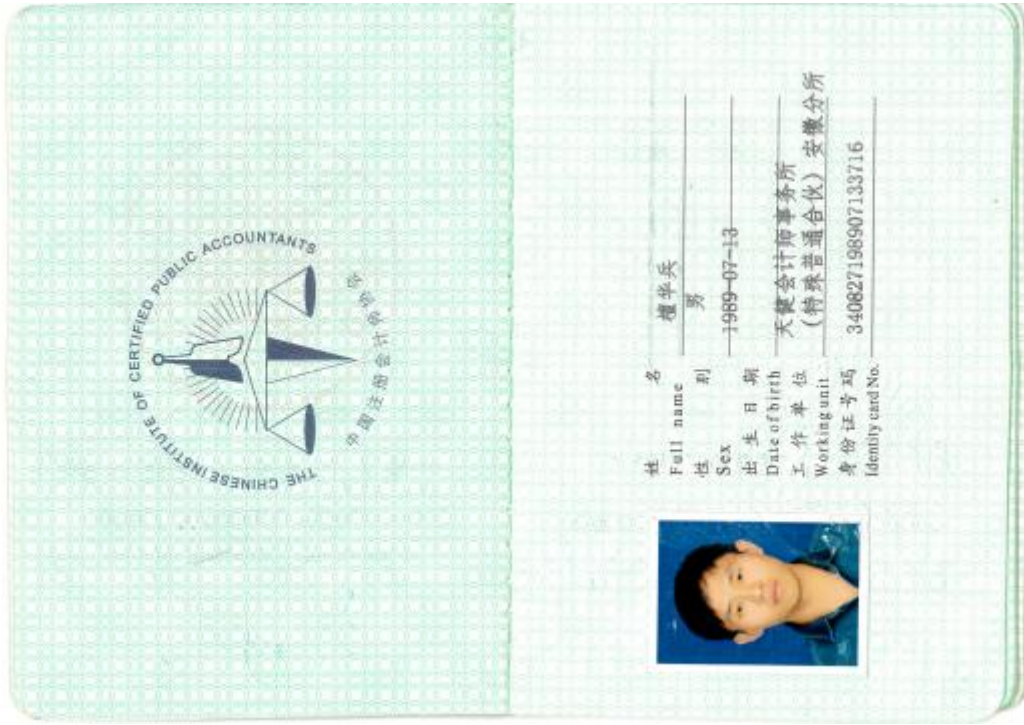 THE CHINESE INSTITUTE OF CERTIFIED PUBLIC ACCOUNTANTS
中国注册会计师协会
姓 名 檀华兵
Full name
性 别 男
Sex
出生日期 1989-07-13
Date of birth
工作单位 天健会计师事务所
Working unit (特殊普通合伙) 安徽分所
身份证号码 340827198907133716
Identity card No.